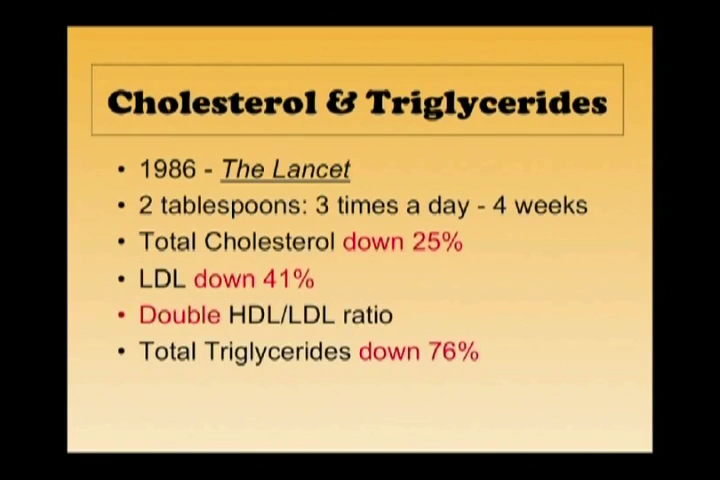 Cholesterol & Triglycerides
• 1986 - The Lancet
• 2 tablespoons: 3 times a day - 4 weeks
• Total Cholesterol down 25%
• LDL down 41%
• Double HDL/LDL ratio
• Total Triglycerides down 76%